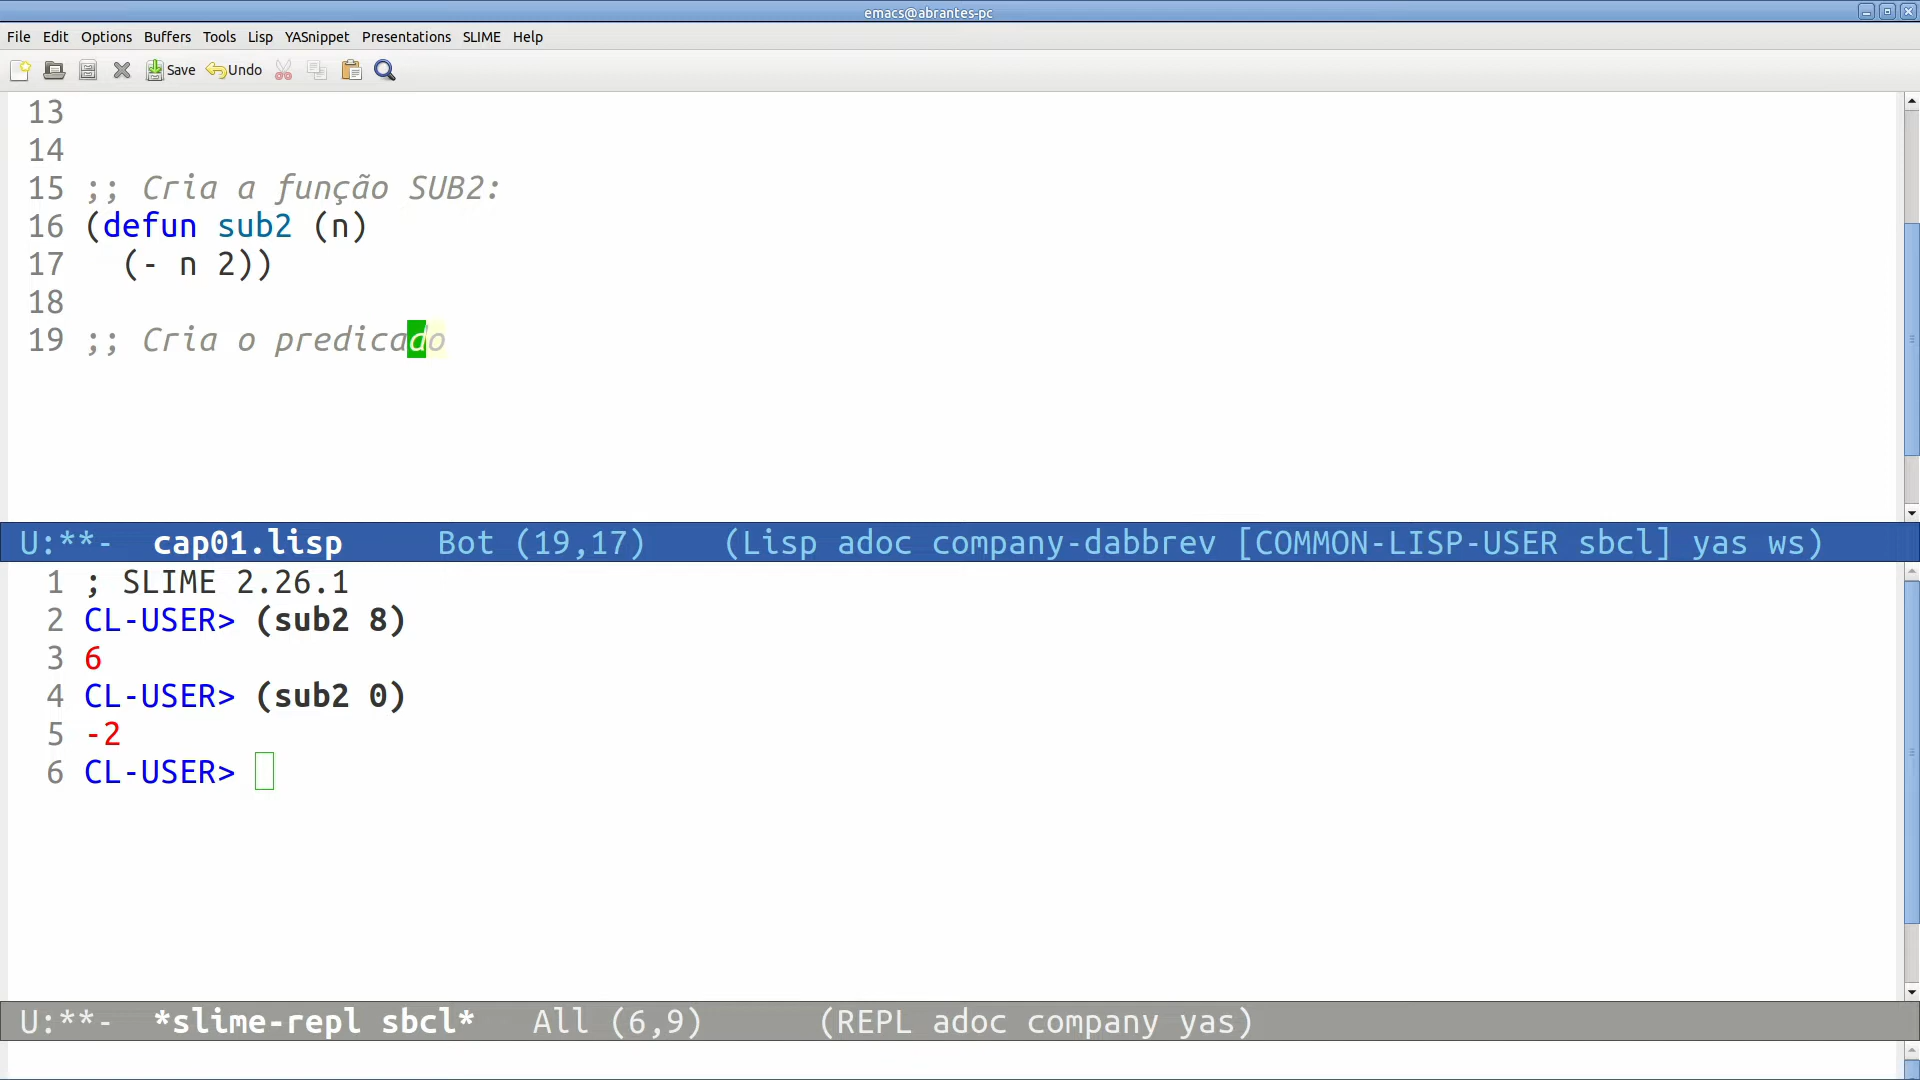 emacs@abrantes-pc
File Edit Options Buffers Tools Lisp YASnippet Presentations SLIME Help
Save Undo
13
14
15 ;; Cria a função SUB2:
16 (defun sub2 (n)
17   (- n 2))
18
19 ;; Cria o predicado
U:**-  cap01.lisp     Bot (19,17)    (Lisp adoc company-dabbrev [COMMON-LISP-USER sbcl] yas ws)
1 ; SLIME 2.26.1
2 CL-USER> (sub2 8)
3 6
4 CL-USER> (sub2 0)
5 -2
6 CL-USER>
U:**-  *slime-repl sbcl*   All (6,9)      (REPL adoc company yas)